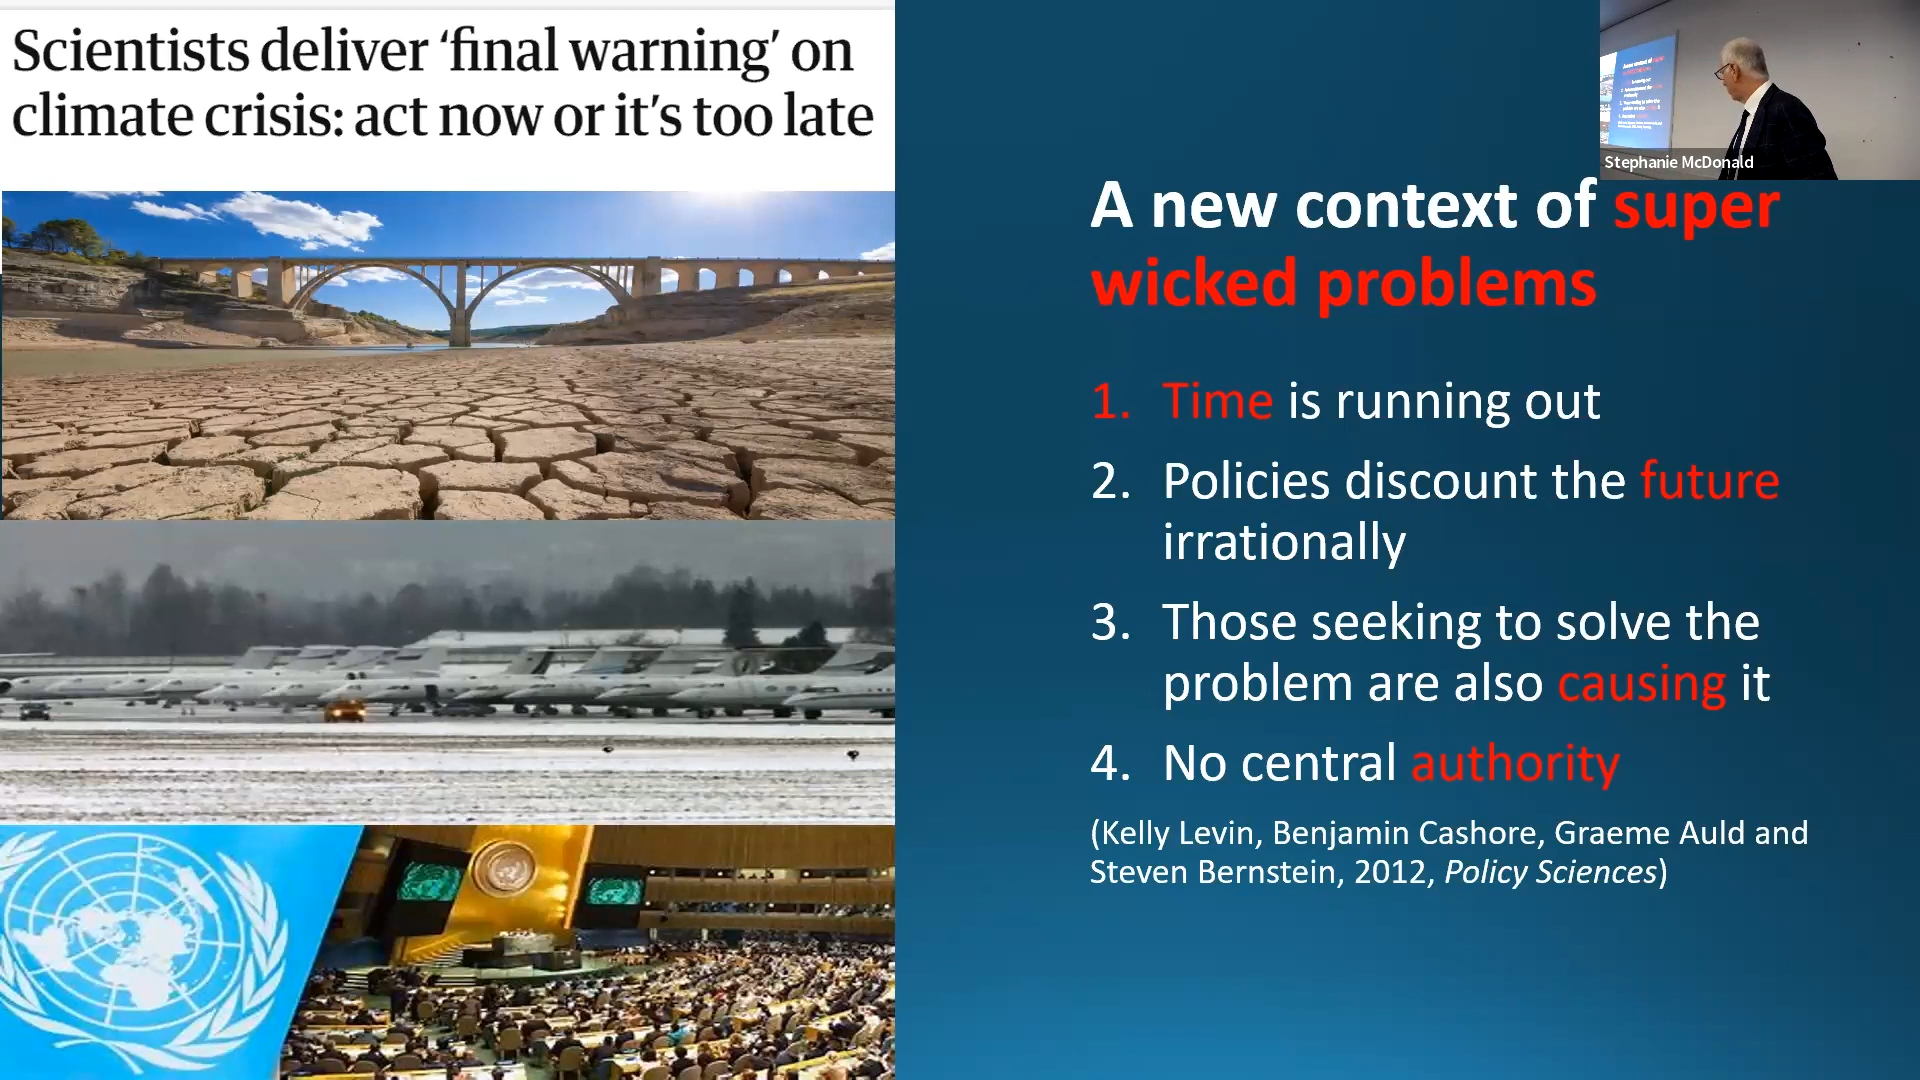 Scientists deliver ‘final warning’ on
climate crisis: act now or it’s too late
Stephanie McDonald
A new context of super
wicked problems
1. Time is running out
2. Policies discount the future
irrationally
3. Those seeking to solve the
problem are also causing it
4. No central authority
(Kelly Levin, Benjamin Cashore, Graeme Auld and
Steven Bernstein, 2012, Policy Sciences)